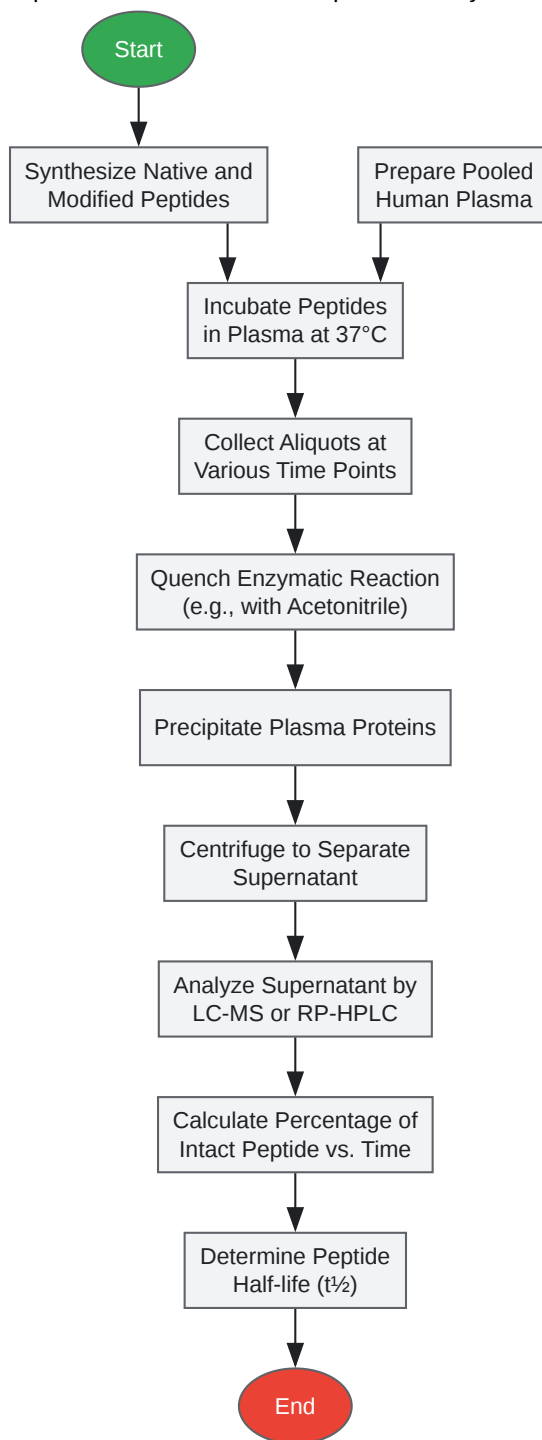 Start
Synthesize Native and
Modified Peptides
Prepare Pooled
Human Plasma
Incubate Peptides
in Plasma at 37°C
Collect Aliquots at
Various Time Points
Quench Enzymatic Reaction
(e.g., with Acetonitrile)
Precipitate Plasma Proteins
Centrifuge to Separate
Supernatant
Analyze Supernatant by
LC-MS or RP-HPLC
Calculate Percentage of
Intact Peptide vs. Time
Determine Peptide
Half-life (t½)
End